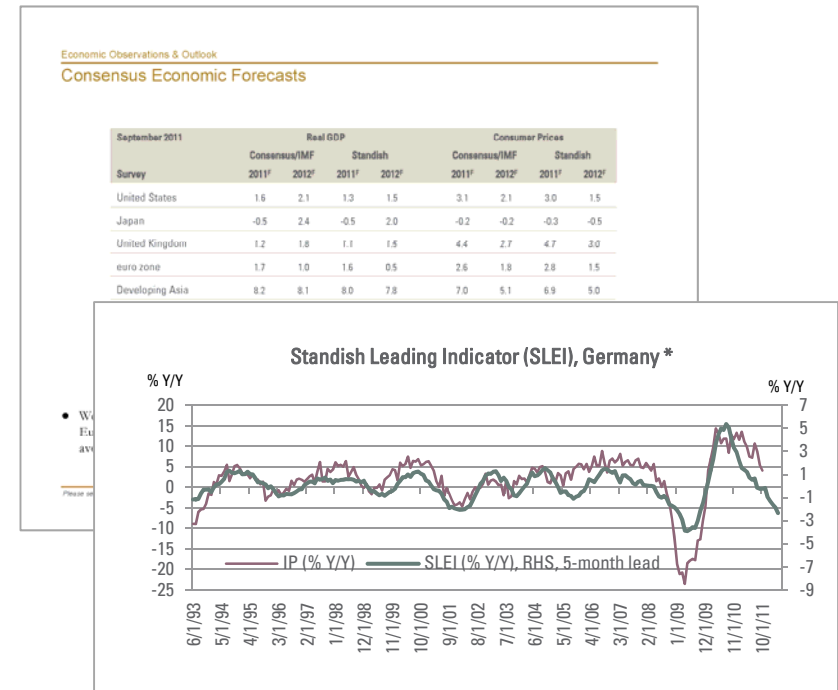 Economic Observations & Outlook
Consensus Economic Forecasts
September 2011 Real GDP Consumer Prices
Consensus/IMF Standish Consensus/IMF Standish
Survey 2011F 2012F 2011F 2012F 2011F 2012F 2011F 2012F
United States 1.6 2.1 1.3 1.5 3.1 2.1 3.0 1.5
Japan -0.5 2.4 -0.5 2.0 -0.2 -0.2 -0.3 -0.5
United Kingdom 1.2 1.8 1.1 1.5 4.4 2.7 4.7 3.0
euro zone 1.7 1.0 1.6 0.5 2.6 1.8 2.8 1.5
Developing Asia 8.2 8.1 8.0 7.8 7.0 5.1 6.9 5.0
Please
Standish Leading Indicator (SLEI), Germany *
% Y/Y
% Y/Y
20
15
10
5
0
-5
-10
-15
-20
-25
7
5
3
1
-1
-3
-5
-7
-9
IP (% Y/Y) SLEI (% Y/Y), RHS, 5-month lead
6/1/93
5/1/94
4/1/95
3/1/96
2/1/97
1/1/98
12/1/98
11/1/99
10/1/00
9/1/01
8/1/02
7/1/03
6/1/04
5/1/05
4/1/06
3/1/07
2/1/08
1/1/09
12/1/09
11/1/10
10/1/11